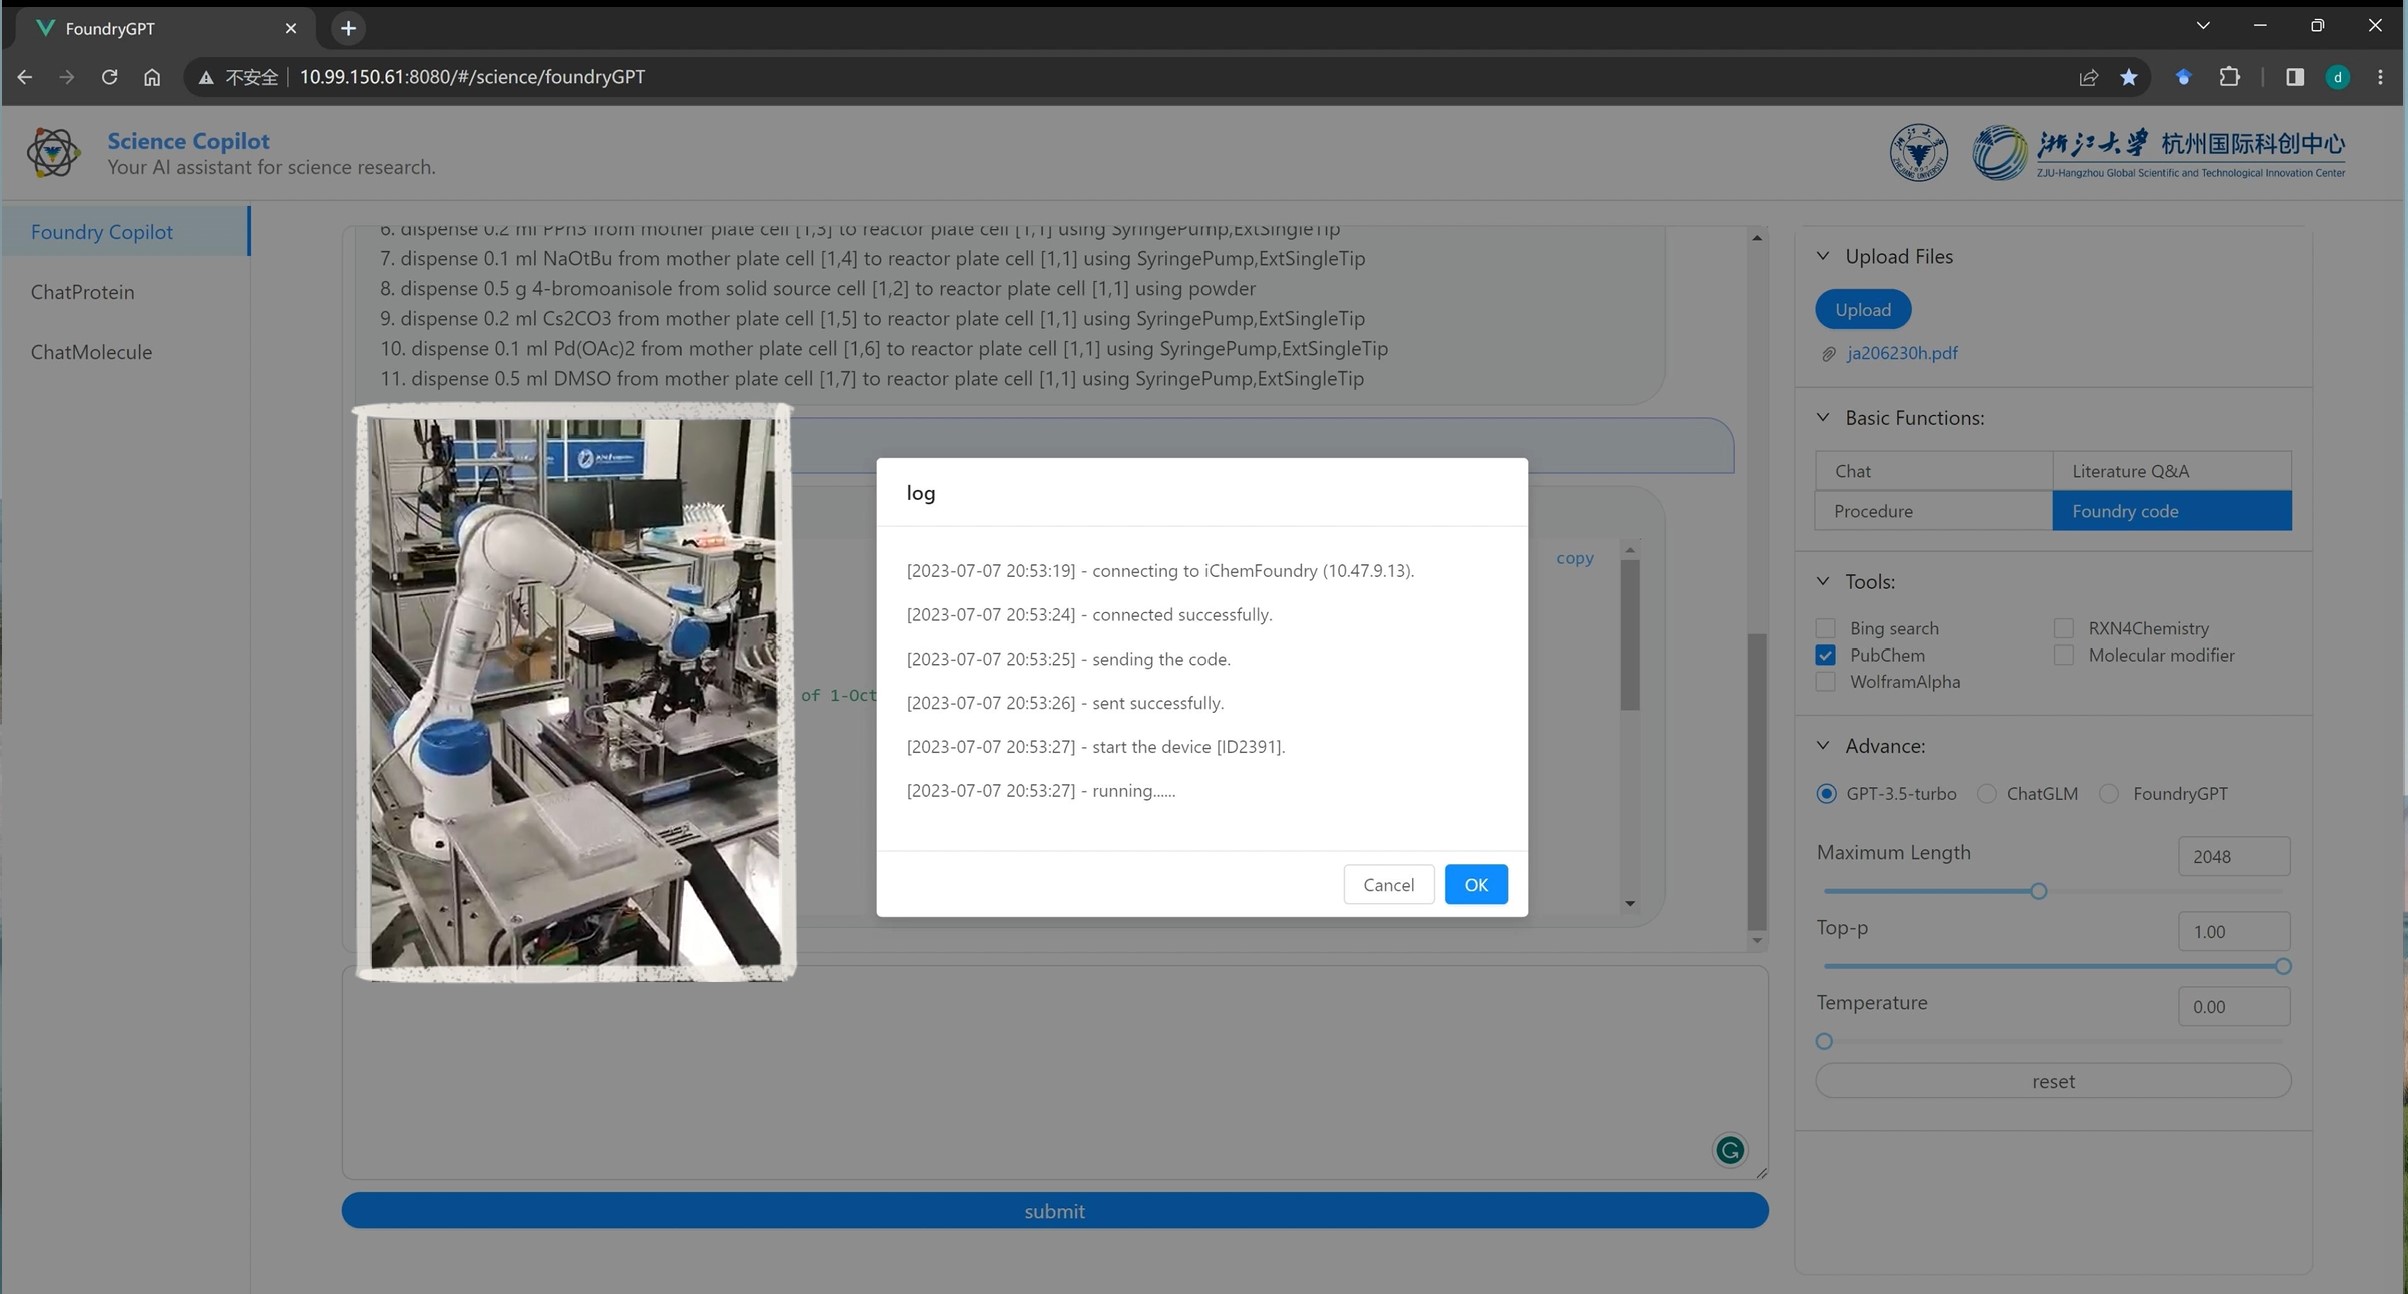 FoundryGPT
不安全
10.99.150.61:8080/#/science/foundryGPT
d
Science Copilot
Your AI assistant for science research.
ZHEJIANG UNIVERSITY
1897
浙江大学 杭州国际科创中心
ZJU-Hangzhou Global Scientific and Technological Innovation Center
Foundry Copilot
ChatProtein
ChatMolecule
6. dispense 0.2 ml PPh3 from mother plate cell [1,3] to reactor plate cell [1,1] using SyringePump,ExtSingleTip
7. dispense 0.1 ml NaOtBu from mother plate cell [1,4] to reactor plate cell [1,1] using SyringePump,ExtSingleTip
8. dispense 0.5 g 4-bromoanisole from solid source cell [1,2] to reactor plate cell [1,1] using powder
9. dispense 0.2 ml Cs2CO3 from mother plate cell [1,5] to reactor plate cell [1,1] using SyringePump,ExtSingleTip
10. dispense 0.1 ml Pd(OAc)2 from mother plate cell [1,6] to reactor plate cell [1,1] using SyringePump,ExtSingleTip
11. dispense 0.5 ml DMSO from mother plate cell [1,7] to reactor plate cell [1,1] using SyringePump,ExtSingleTip
of 1-Oct
copy
log
[2023-07-07 20:53:19] - connecting to iChemFoundry (10.47.9.13).
[2023-07-07 20:53:24] - connected successfully.
[2023-07-07 20:53:25] - sending the code.
[2023-07-07 20:53:26] - sent successfully.
[2023-07-07 20:53:27] - start the device [ID2391].
[2023-07-07 20:53:27] - running......
Cancel
OK
submit
Upload Files
Upload
ja206230h.pdf
Basic Functions:
Chat
Literature Q&A
Procedure
Foundry code
Tools:
Bing search
RXN4Chemistry
PubChem
Molecular modifier
WolframAlpha
Advance:
GPT-3.5-turbo
ChatGLM
FoundryGPT
Maximum Length
2048
Top-p
1.00
Temperature
0.00
reset